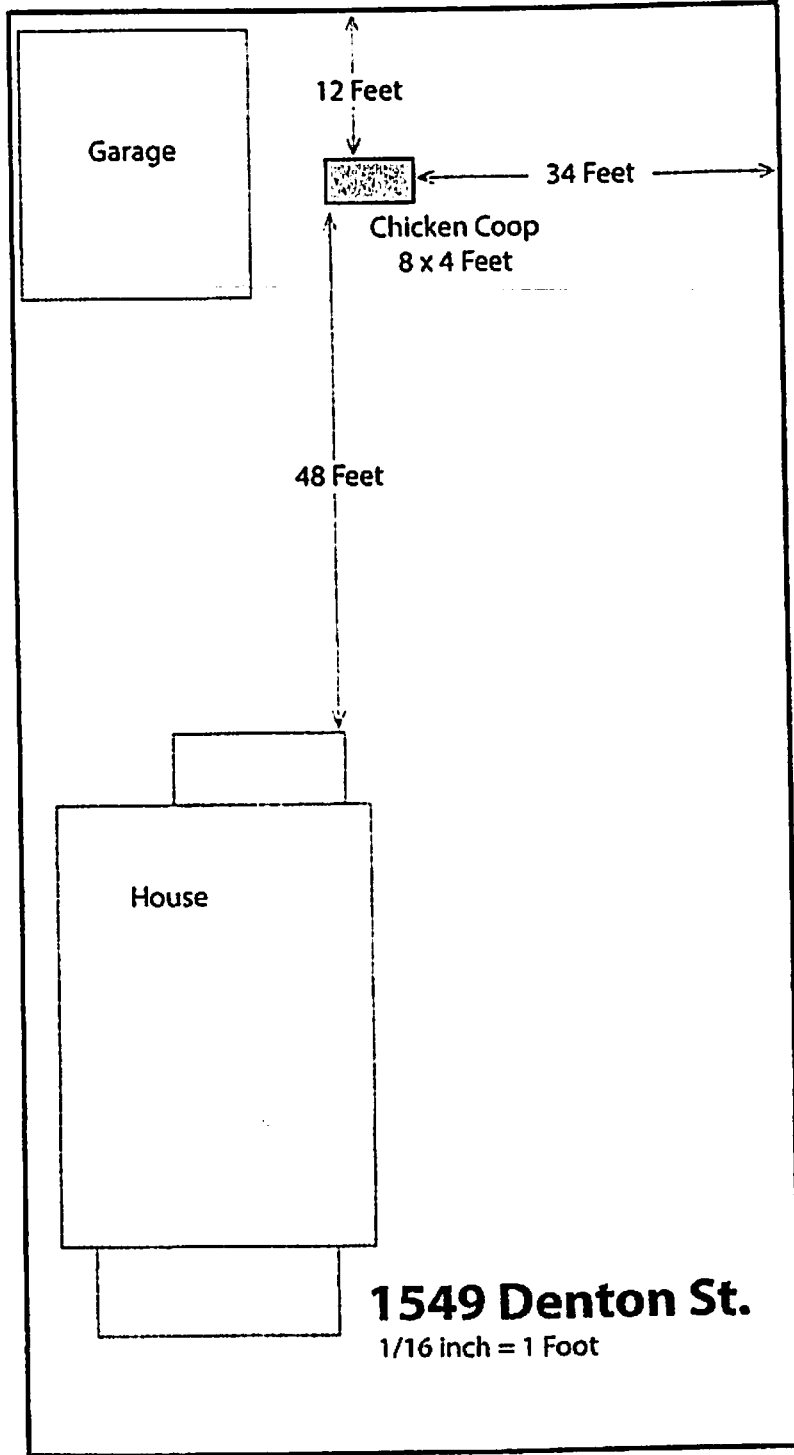 12 Feet
Garage
34 Feet
Chicken Coop
8 x 4 Feet
48 Feet
House
1549 Denton St.
1/16 inch = 1 Foot